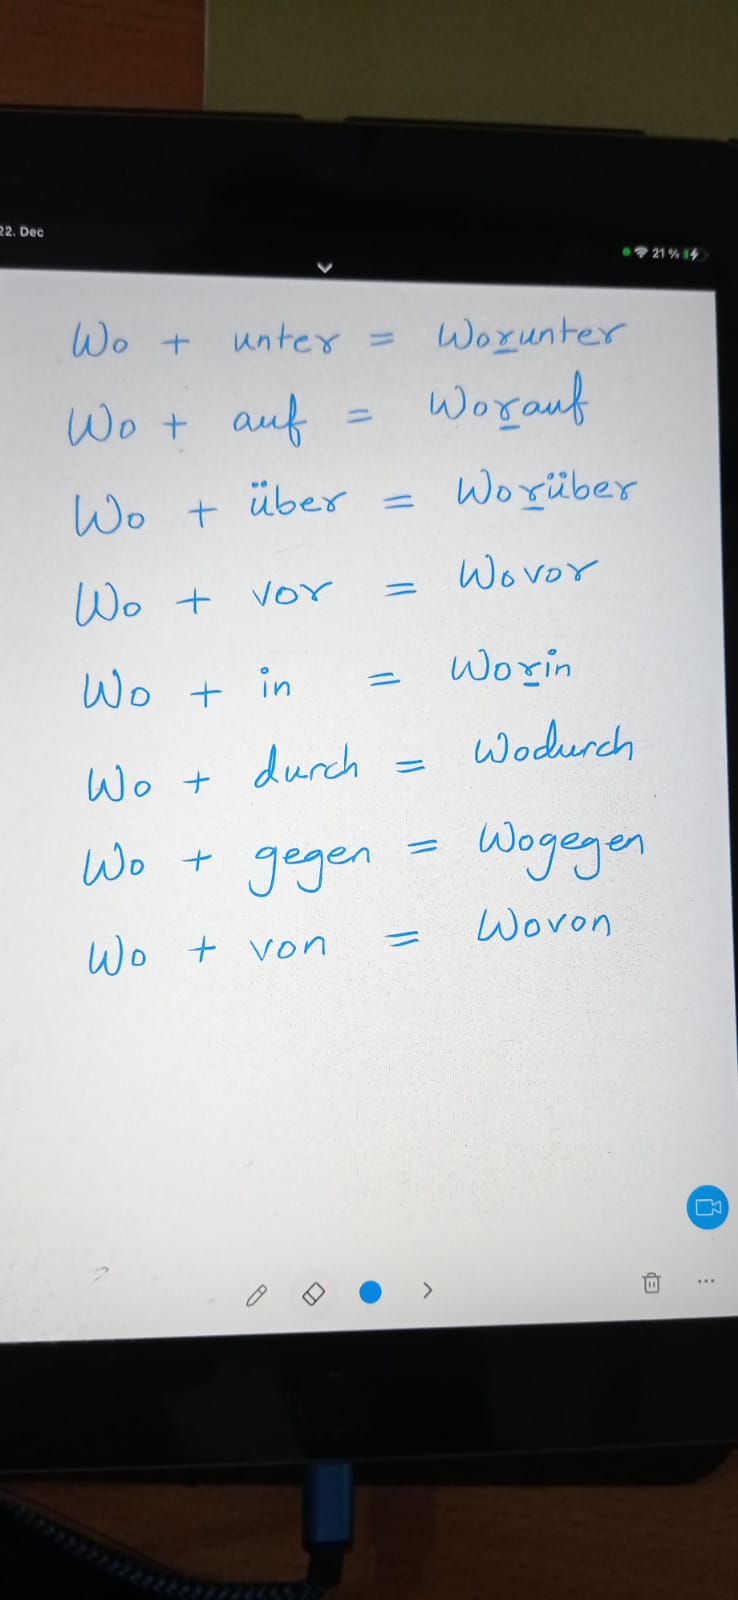 22. Dec
21 %
Wo + unter = Worunter
Wo + auf = Worauf
Wo + über = Worüber
Wo + vor = Wovor
Wo + in = Worin
Wo + durch = Wodurch
Wo + gegen = Wogegen
Wo + von = Wovon